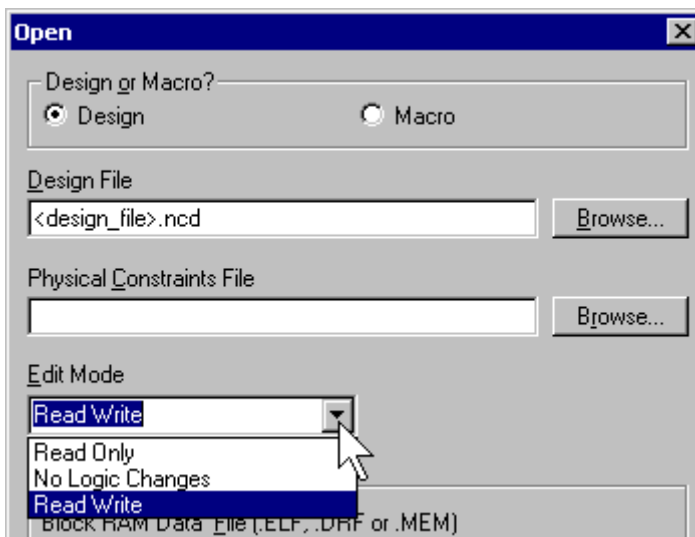 Open
Design or Macro?
Design Macro
Design File
<design_file>.ncd Browse...
Physical Constraints File
Browse...
Edit Mode
Read Write
Read Only
No Logic Changes
Read Write
Block RAM Data File (.ELF, .DRF or .MEM)